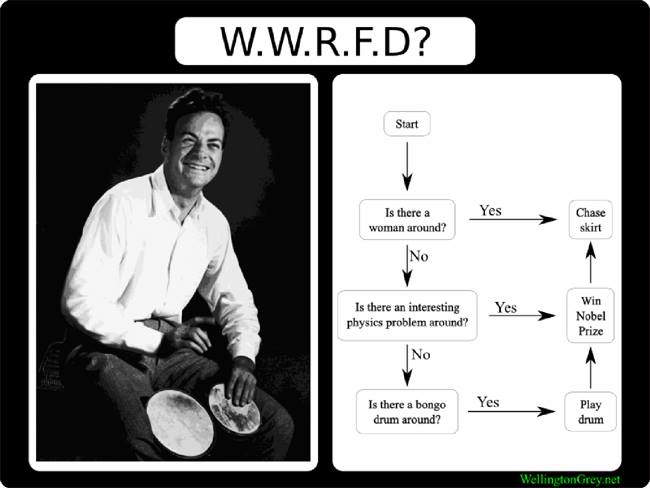 W.W.R.F.D?
Start
Is there a
woman around?
Yes
Chase
skirt
No
Is there an interesting
physics problem around?
Yes
Win
Nobel
Prize
No
Is there a bongo
drum around?
Yes
Play
drum
WellingtonGrey.net